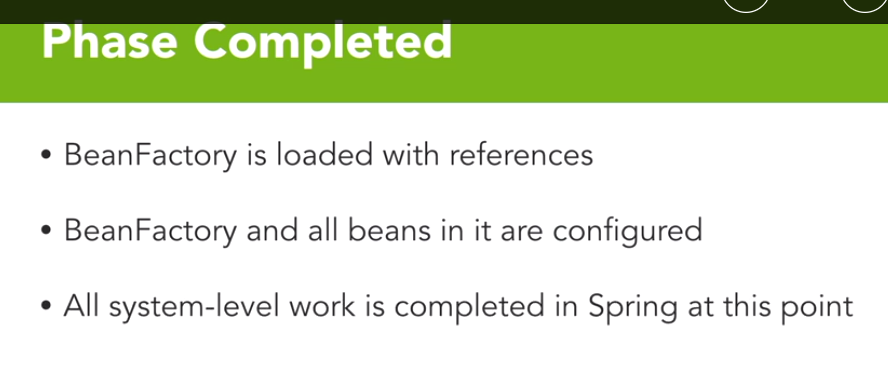 Phase Completed
• BeanFactory is loaded with references
• BeanFactory and all beans in it are configured
• All system-level work is completed in Spring at this point